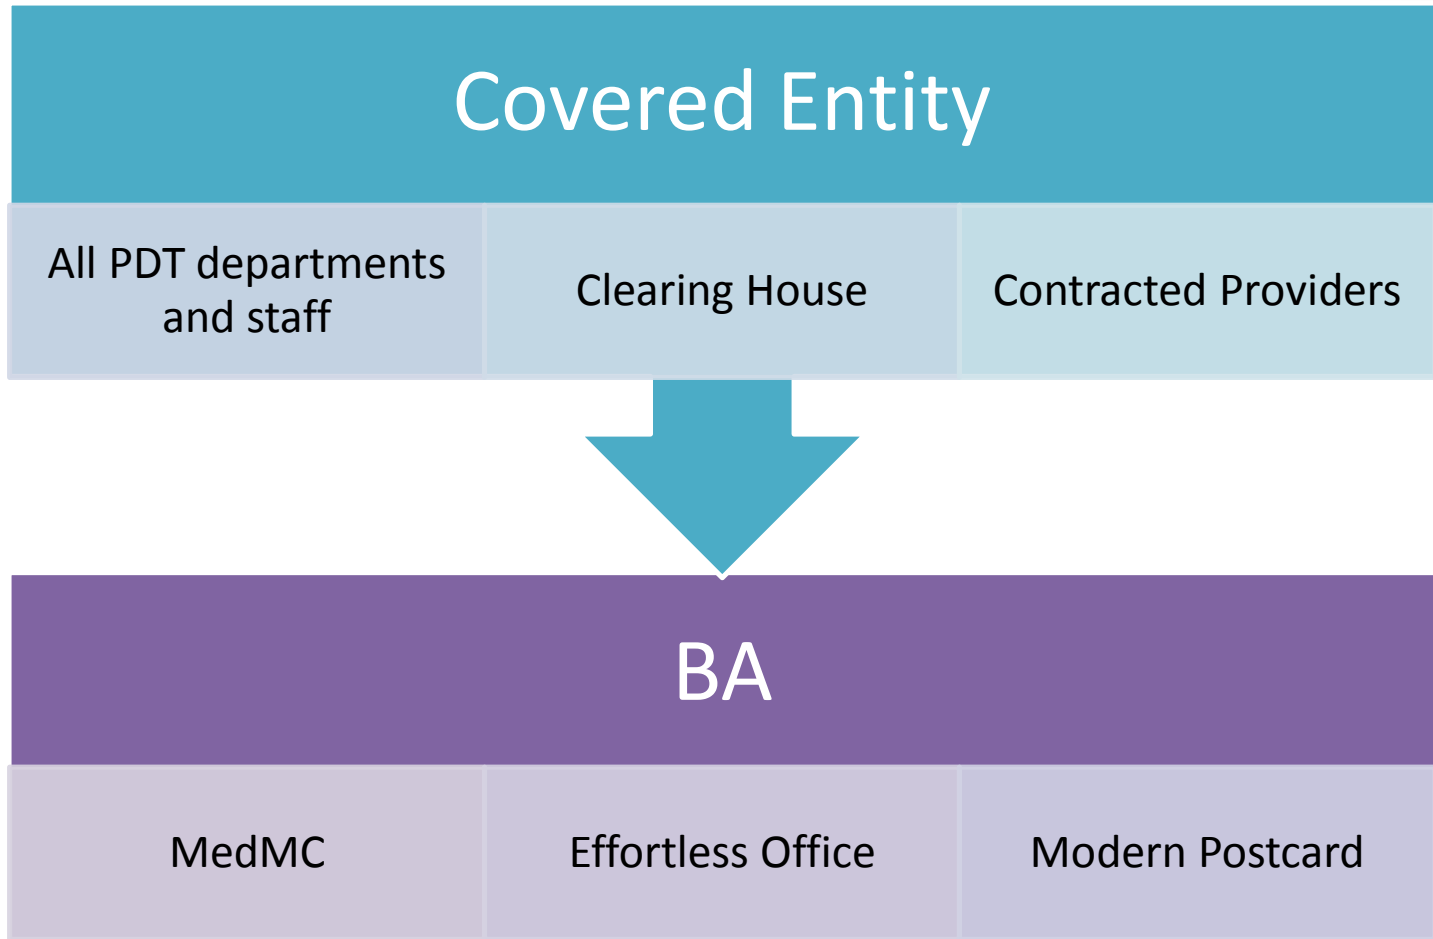 Covered Entity
All PDT departments
and staff
Clearing House
Contracted Providers
BA
MedMC
Effortless Office
Modern Postcard